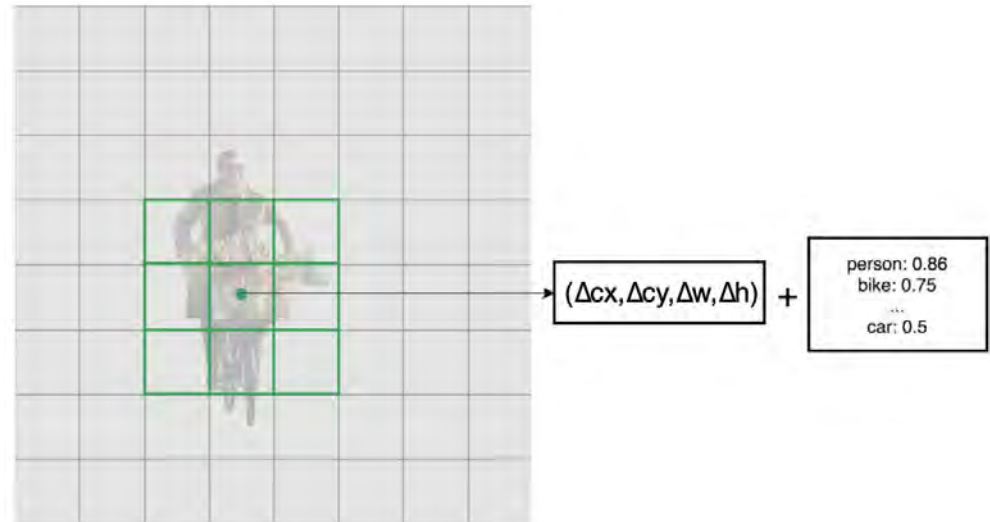 (Δcx,Δcy,Δw,Δh)
+
person: 0.86
bike: 0.75
...
car: 0.5